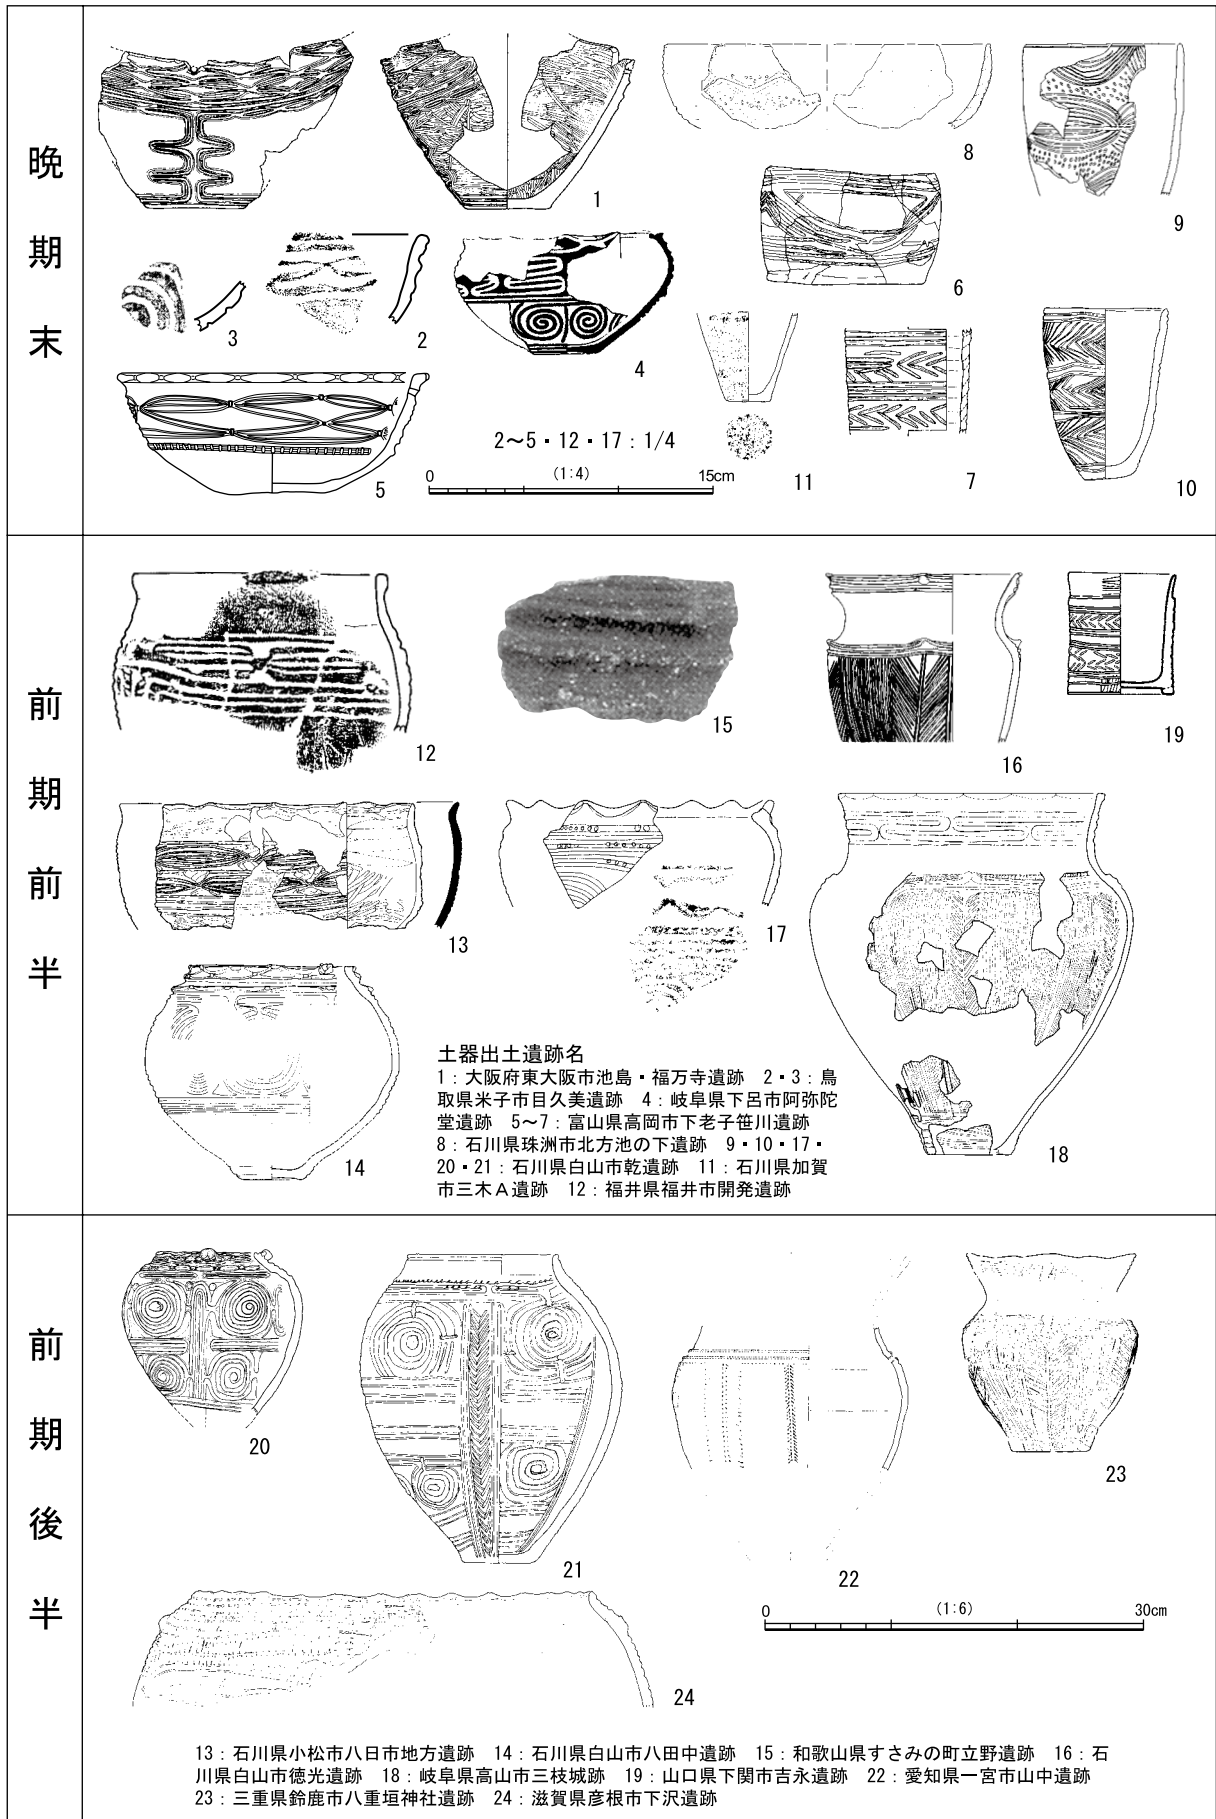 晩期末
1
8
9
6
3
2
4
5
2〜5・12・17:1/4
0 (1:4) 15cm
11
7
10
前期前半
12
15
16
19
13
17
14
18
土器出土遺跡名
1:大阪府東大阪市池島・福万寺遺跡 2・3:鳥
取県米子市目久美遺跡 4:岐阜県下呂市阿弥陀
堂遺跡 5〜7:富山県高岡市下老子笹川遺跡
8:石川県珠洲市北方池の下遺跡 9・10・17・
20・21:石川県白山市乾遺跡 11:石川県加賀
市三木A遺跡 12:福井県福井市開発遺跡
前期後半
20
21
22
23
0 (1:6) 30cm
24
13:石川県小松市八日市地方遺跡 14:石川県白山市八田中遺跡 15:和歌山県すさみの町立野遺跡 16:石
川県白山市徳光遺跡 18:岐阜県高山市三枝城跡 19:山口県下関市吉永遺跡 22:愛知県一宮市山中遺跡
23:三重県鈴鹿市八重垣神社遺跡 24:滋賀県彦根市下沢遺跡